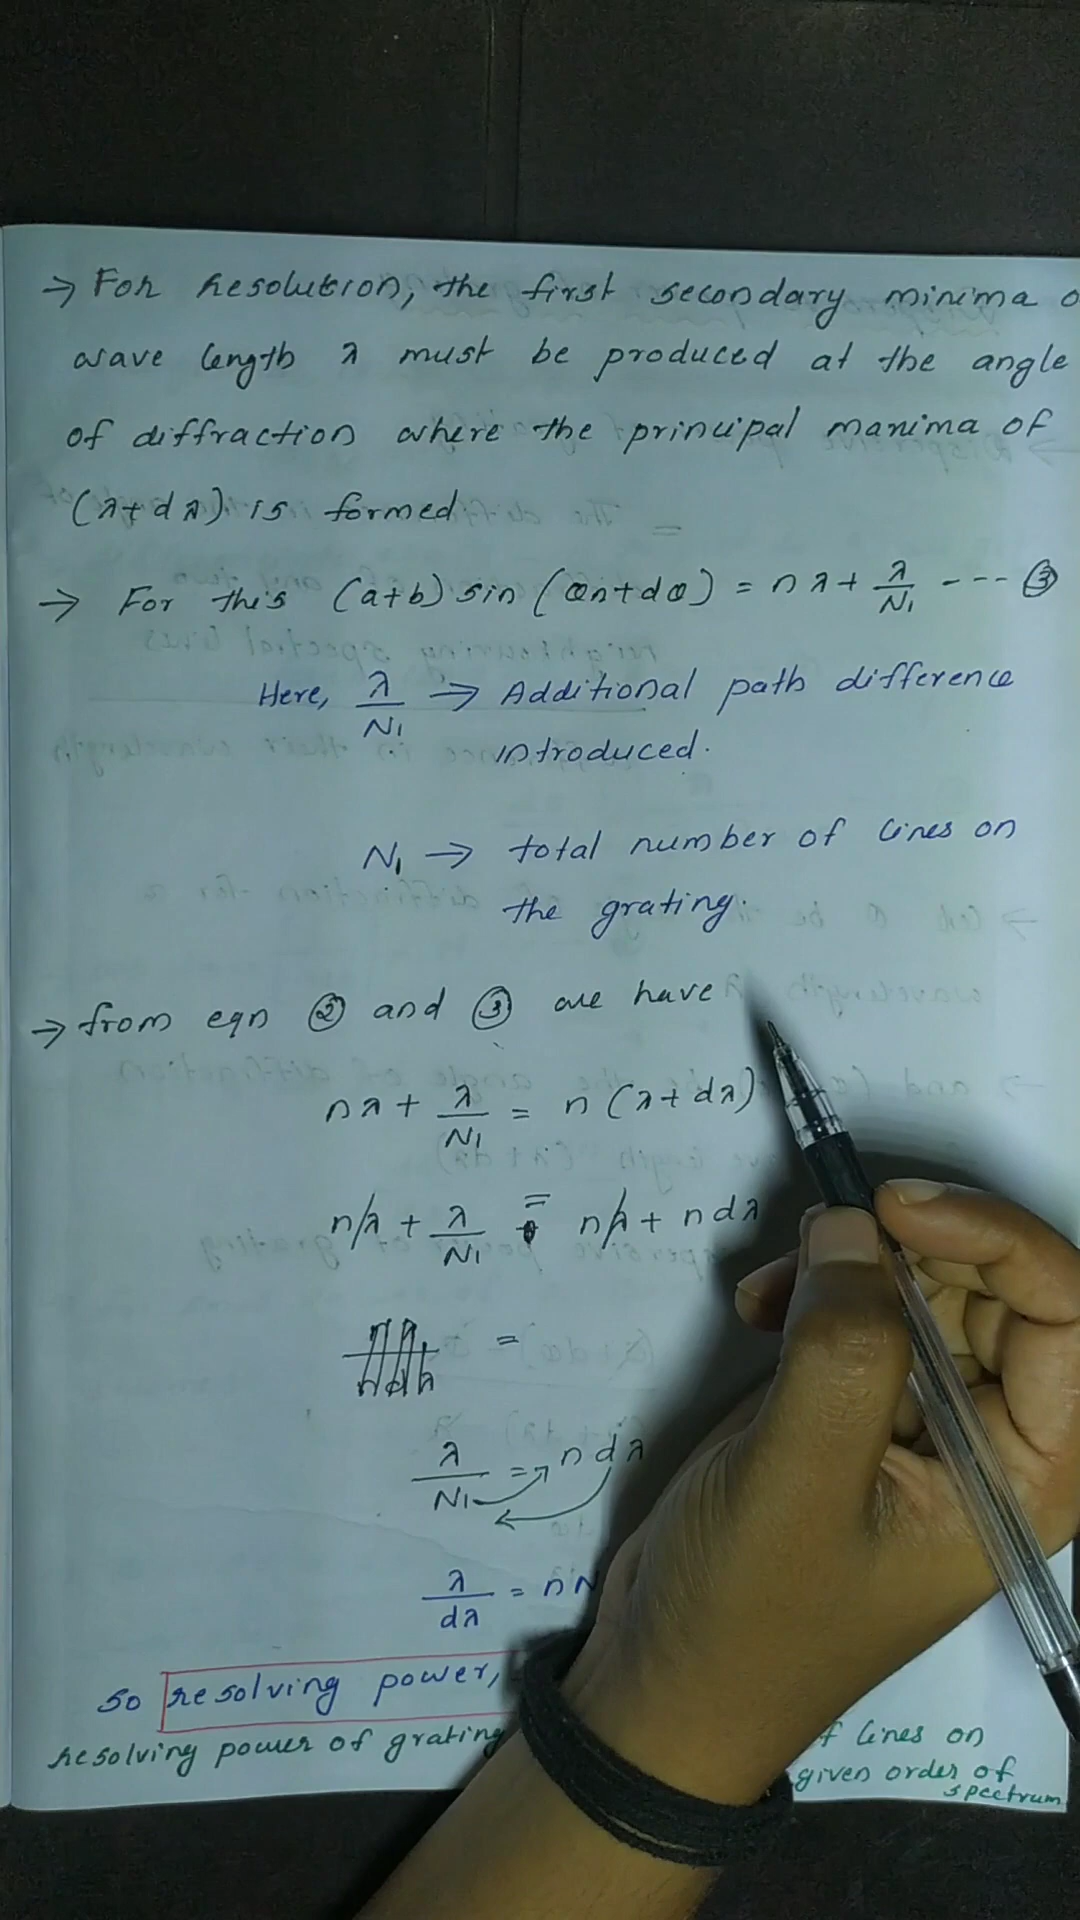 → For resolution, the first secondary minima o
wave length λ must be produced at the angle
of diffraction where the principal manima of
(λ+dλ) is formed
→ For this (a+b) sin (θn+dθ) = nλ + λ/N₁ ---- ③
Here, λ/N₁ → Additional path difference
introduced.
N₁ → total number of lines on
the grating.
→ from eqn ② and ③ we have
nλ + λ/N₁ = n (λ+dλ)
nλ + λ/N₁ = nλ + ndλ
=
λ/N₁ = ndλ
λ/dλ = nN
so resolving power,
resolving power of grating
f lines on
given order of
spectrum